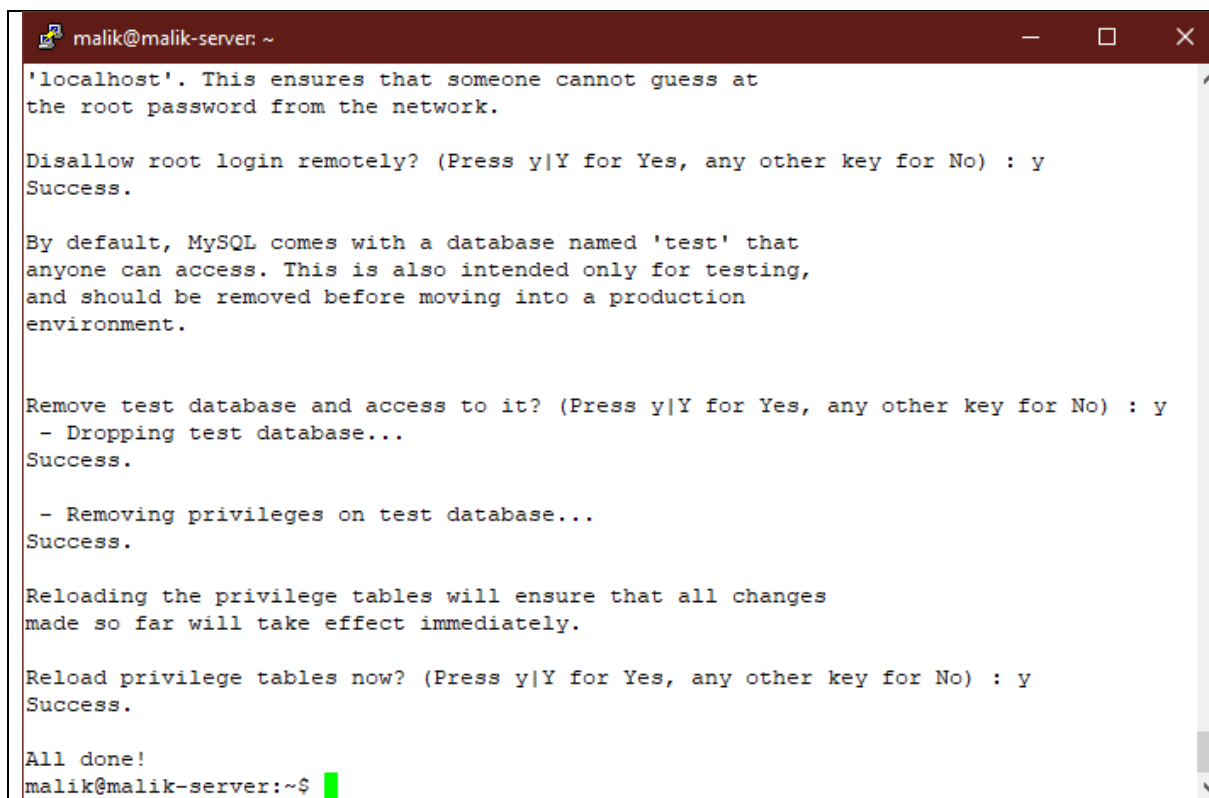 malik@malik-server: ~
'localhost'. This ensures that someone cannot guess at
the root password from the network.
Disallow root login remotely? (Press y|Y for Yes, any other key for No) : y
Success.
By default, MySQL comes with a database named 'test' that
anyone can access. This is also intended only for testing,
and should be removed before moving into a production
environment.
Remove test database and access to it? (Press y|Y for Yes, any other key for No) : y
 - Dropping test database...
Success.
 - Removing privileges on test database...
Success.
Reloading the privilege tables will ensure that all changes
made so far will take effect immediately.
Reload privilege tables now? (Press y|Y for Yes, any other key for No) : y
Success.
All done!
malik@malik-server:~$